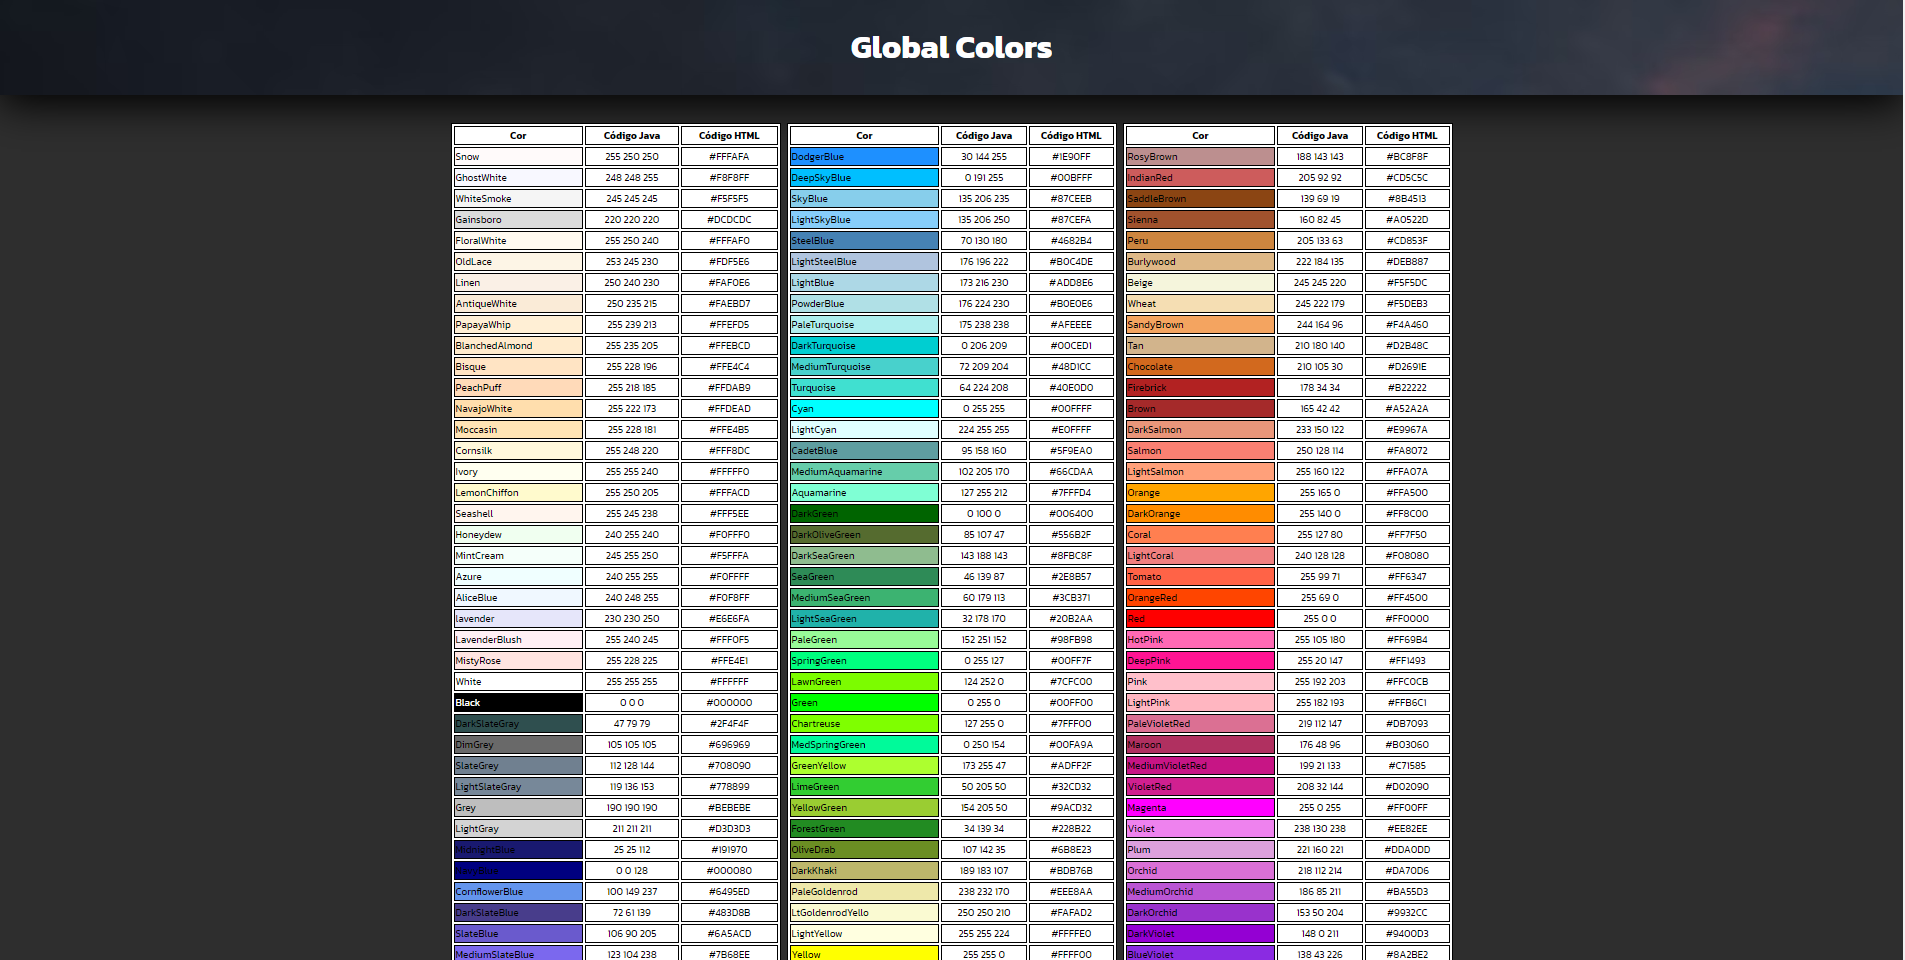 Global Colors
Cor Código Java Código HTML Cor Código Java Código HTML Cor Código Java Código HTML
Snow 255 250 250 #FFFAFA DodgerBlue 30 144 255 #1E90FF RosyBrown 188 143 143 #BC8F8F
GhostWhite 248 248 255 #F8F8FF DeepSkyBlue 0 191 255 #00BFFF IndianRed 205 92 92 #CD5C5C
WhiteSmoke 245 245 245 #F5F5F5 SkyBlue 135 206 235 #87CEEB SaddleBrown 139 69 19 #8B4513
Gainsboro 220 220 220 #DCDCDC LightSkyBlue 135 206 250 #87CEFA Sienna 160 82 45 #A0522D
FloralWhite 255 250 240 #FFFAF0 SteelBlue 70 130 180 #4682B4 Peru 205 133 63 #CD853F
OldLace 253 245 230 #FDF5E6 LightSteelBlue 176 196 222 #B0C4DE Burlywood 222 184 135 #DEB887
Linen 250 240 230 #FAF0E6 LightBlue 173 216 230 #ADD8E6 Beige 245 245 220 #F5F5DC
AntiqueWhite 250 235 215 #FAEBD7 PowderBlue 176 224 230 #B0E0E6 Wheat 245 222 179 #F5DEB3
PapayaWhip 255 239 213 #FFEFD5 PaleTurquoise 175 238 238 #AFEEEE SandyBrown 244 164 96 #F4A460
BlanchedAlmond 255 235 205 #FFEBCD DarkTurquoise 0 206 209 #00CED1 Tan 210 180 140 #D2B48C
Bisque 255 228 196 #FFE4C4 MediumTurquoise 72 209 204 #48D1CC Chocolate 210 105 30 #D2691E
PeachPuff 255 218 185 #FFDAB9 Turquoise 64 224 208 #40E0D0 Firebrick 178 34 34 #B22222
NavajoWhite 255 222 173 #FFDEAD Cyan 0 255 255 #00FFFF Brown 165 42 42 #A52A2A
Moccasin 255 228 181 #FFE4B5 LightCyan 224 255 255 #E0FFFF DarkSalmon 233 150 122 #E9967A
Cornsilk 255 248 220 #FFF8DC CadetBlue 95 158 160 #5F9EA0 Salmon 250 128 114 #FA8072
Ivory 255 255 240 #FFFFF0 MediumAquamarine 102 205 170 #66CDAA LightSalmon 255 160 122 #FFA07A
LemonChiffon 255 250 205 #FFFACD Aquamarine 127 255 212 #7FFFD4 Orange 255 165 0 #FFA500
Seashell 255 245 238 #FFF5EE DarkGreen 0 100 0 #006400 DarkOrange 255 140 0 #FF8C00
Honeydew 240 255 240 #F0FFF0 DarkOliveGreen 85 107 47 #556B2F Coral 255 127 80 #FF7F50
MintCream 245 255 250 #F5FFFA DarkSeaGreen 143 188 143 #8FBC8F LightCoral 240 128 128 #F08080
Azure 240 255 255 #F0FFFF SeaGreen 46 139 87 #2E8B57 Tomato 255 99 71 #FF6347
AliceBlue 240 248 255 #F0F8FF MediumSeaGreen 60 179 113 #3CB371 OrangeRed 255 69 0 #FF4500
lavender 230 230 250 #E6E6FA LightSeaGreen 32 178 170 #20B2AA Red 255 0 0 #FF0000
LavenderBlush 255 240 245 #FFF0F5 PaleGreen 152 251 152 #98FB98 HotPink 255 105 180 #FF69B4
MistyRose 255 228 225 #FFE4E1 SpringGreen 0 255 127 #00FF7F DeepPink 255 20 147 #FF1493
White 255 255 255 #FFFFFF LawnGreen 124 252 0 #7CFC00 Pink 255 192 203 #FFC0CB
Black 0 0 0 #000000 Green 0 255 0 #00FF00 LightPink 255 182 193 #FFB6C1
DarkSlateGray 47 79 79 #2F4F4F Chartreuse 127 255 0 #7FFF00 PaleVioletRed 219 112 147 #DB7093
DimGrey 105 105 105 #696969 MedSpringGreen 0 250 154 #00FA9A Maroon 176 48 96 #B03060
SlateGrey 112 128 144 #708090 GreenYellow 173 255 47 #ADFF2F MediumVioletRed 199 21 133 #C71585
LightSlateGray 119 136 153 #778899 LimeGreen 50 205 50 #32CD32 VioletRed 208 32 144 #D02090
Grey 190 190 190 #BEBEBE YellowGreen 154 205 50 #9ACD32 Magenta 255 0 255 #FF00FF
LightGray 211 211 211 #D3D3D3 ForestGreen 34 139 34 #228B22 Violet 238 130 238 #EE82EE
MidnightBlue 25 25 112 #191970 OliveDrab 107 142 35 #6B8E23 Plum 221 160 221 #DDA0DD
0 0 128 #000080 DarkKhaki 189 183 107 #BDB76B Orchid 218 112 214 #DA70D6
CornflowerBlue 100 149 237 #6495ED PaleGoldenrod 238 232 170 #EEE8AA MediumOrchid 186 85 211 #BA55D3
DarkSlateBlue 72 61 139 #483D8B LtGoldenrodYello 250 250 210 #FAFAD2 DarkOrchid 153 50 204 #9932CC
SlateBlue 106 90 205 #6A5ACD LightYellow 255 255 224 #FFFFE0 DarkViolet 148 0 211 #9400D3
MediumSlateBlue 123 104 238 #7B68EE Yellow 255 255 0 #FFFF00 BlueViolet 138 43 226 #8A2BE2